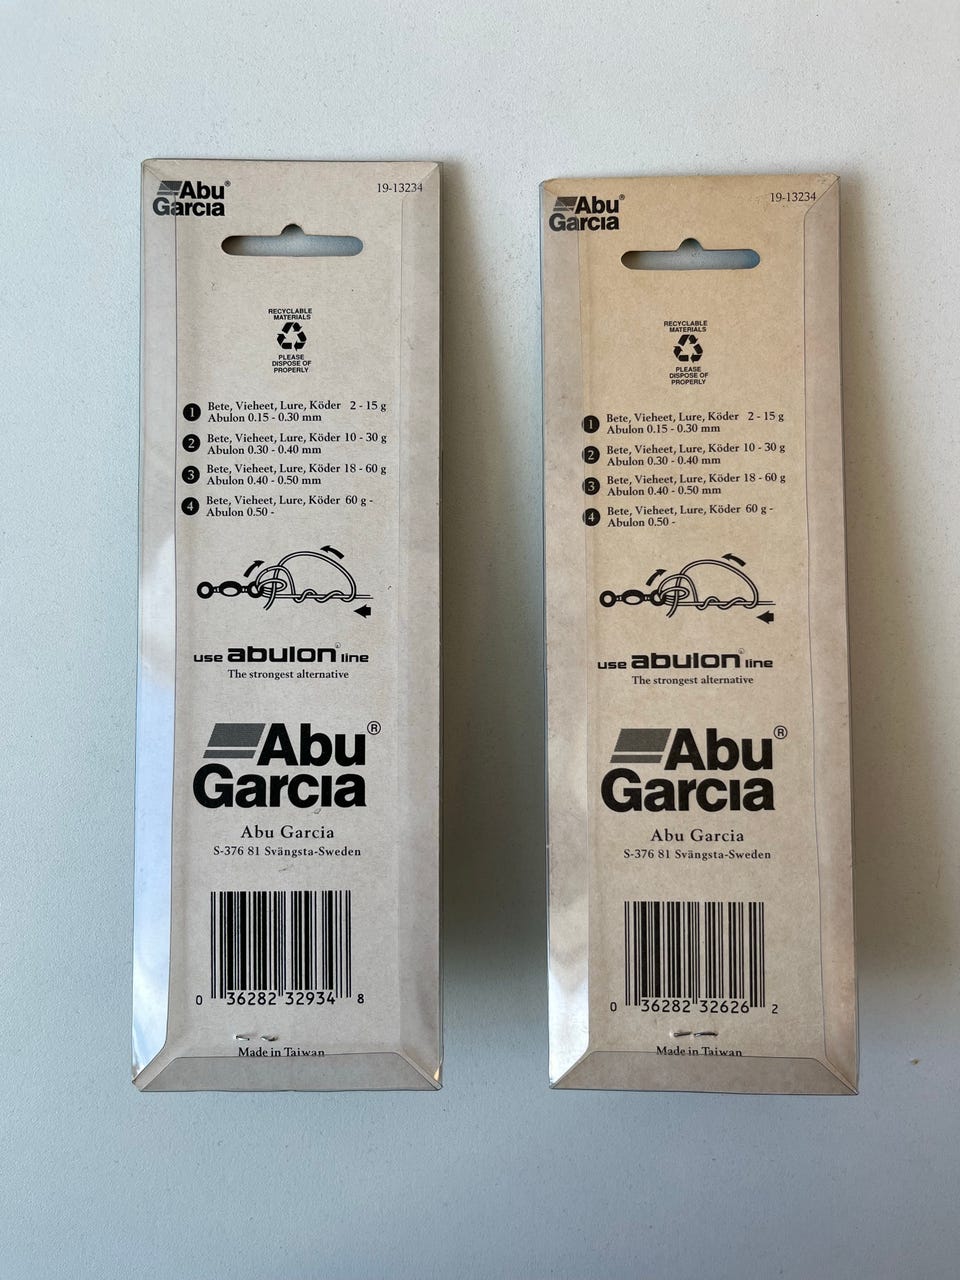 Abu®
Garcia
19-13234
RECYCLABLE
MATERIALS
PLEASE
DISPOSE OF
PROPERLY
1 Bete, Vieheet, Lure, Köder 2 - 15 g
Abulon 0.15 - 0.30 mm
2 Bete, Vieheet, Lure, Köder 10 - 30 g
Abulon 0.30 - 0.40 mm
3 Bete, Vieheet, Lure, Köder 18 - 60 g
Abulon 0.40 - 0.50 mm
4 Bete, Vieheet, Lure, Köder 60 g -
Abulon 0.50 -
use abulon® line
The strongest alternative
Abu®
Garcia
Abu Garcia
S-376 81 Svängsta-Sweden
0 36282 32934 8
Made in Taiwan
Abu®
Garcia
19-13234
RECYCLABLE
MATERIALS
PLEASE
DISPOSE OF
PROPERLY
1 Bete, Vieheet, Lure, Köder 2 - 15 g
Abulon 0.15 - 0.30 mm
2 Bete, Vieheet, Lure, Köder 10 - 30 g
Abulon 0.30 - 0.40 mm
3 Bete, Vieheet, Lure, Köder 18 - 60 g
Abulon 0.40 - 0.50 mm
4 Bete, Vieheet, Lure, Köder 60 g -
Abulon 0.50 -
use abulon® line
The strongest alternative
Abu®
Garcia
Abu Garcia
S-376 81 Svängsta-Sweden
0 36282 32626 2
Made in Taiwan